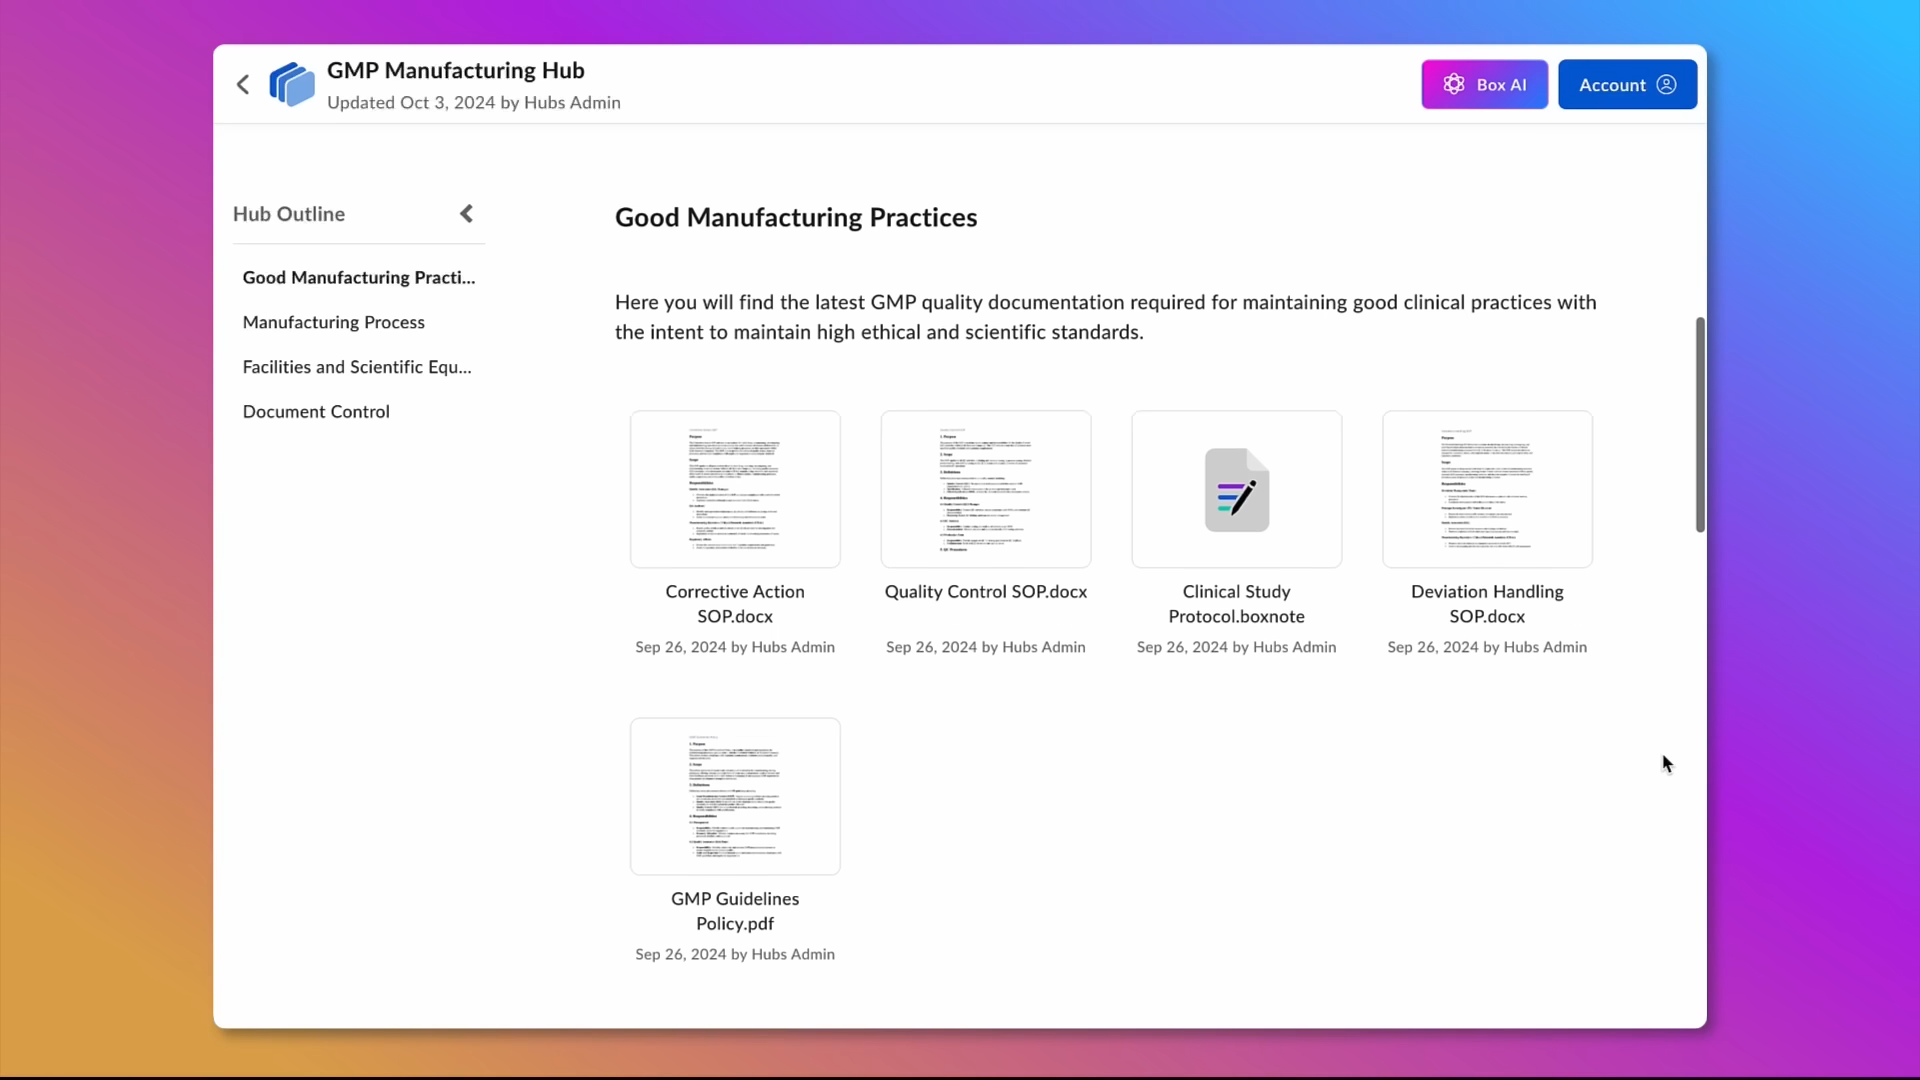 GMP Manufacturing Hub
Updated Oct 3, 2024 by Hubs Admin
Box AI
Account
Hub Outline
Good Manufacturing Practi...
Manufacturing Process
Facilities and Scientific Equ...
Document Control
Good Manufacturing Practices
Here you will find the latest GMP quality documentation required for maintaining good clinical practices with
the intent to maintain high ethical and scientific standards.
Corrective Action
SOP.docx
Sep 26, 2024 by Hubs Admin
Quality Control SOP.docx
Sep 26, 2024 by Hubs Admin
Clinical Study
Protocol.boxnote
Sep 26, 2024 by Hubs Admin
Deviation Handling
SOP.docx
Sep 26, 2024 by Hubs Admin
GMP Guidelines
Policy.pdf
Sep 26, 2024 by Hubs Admin